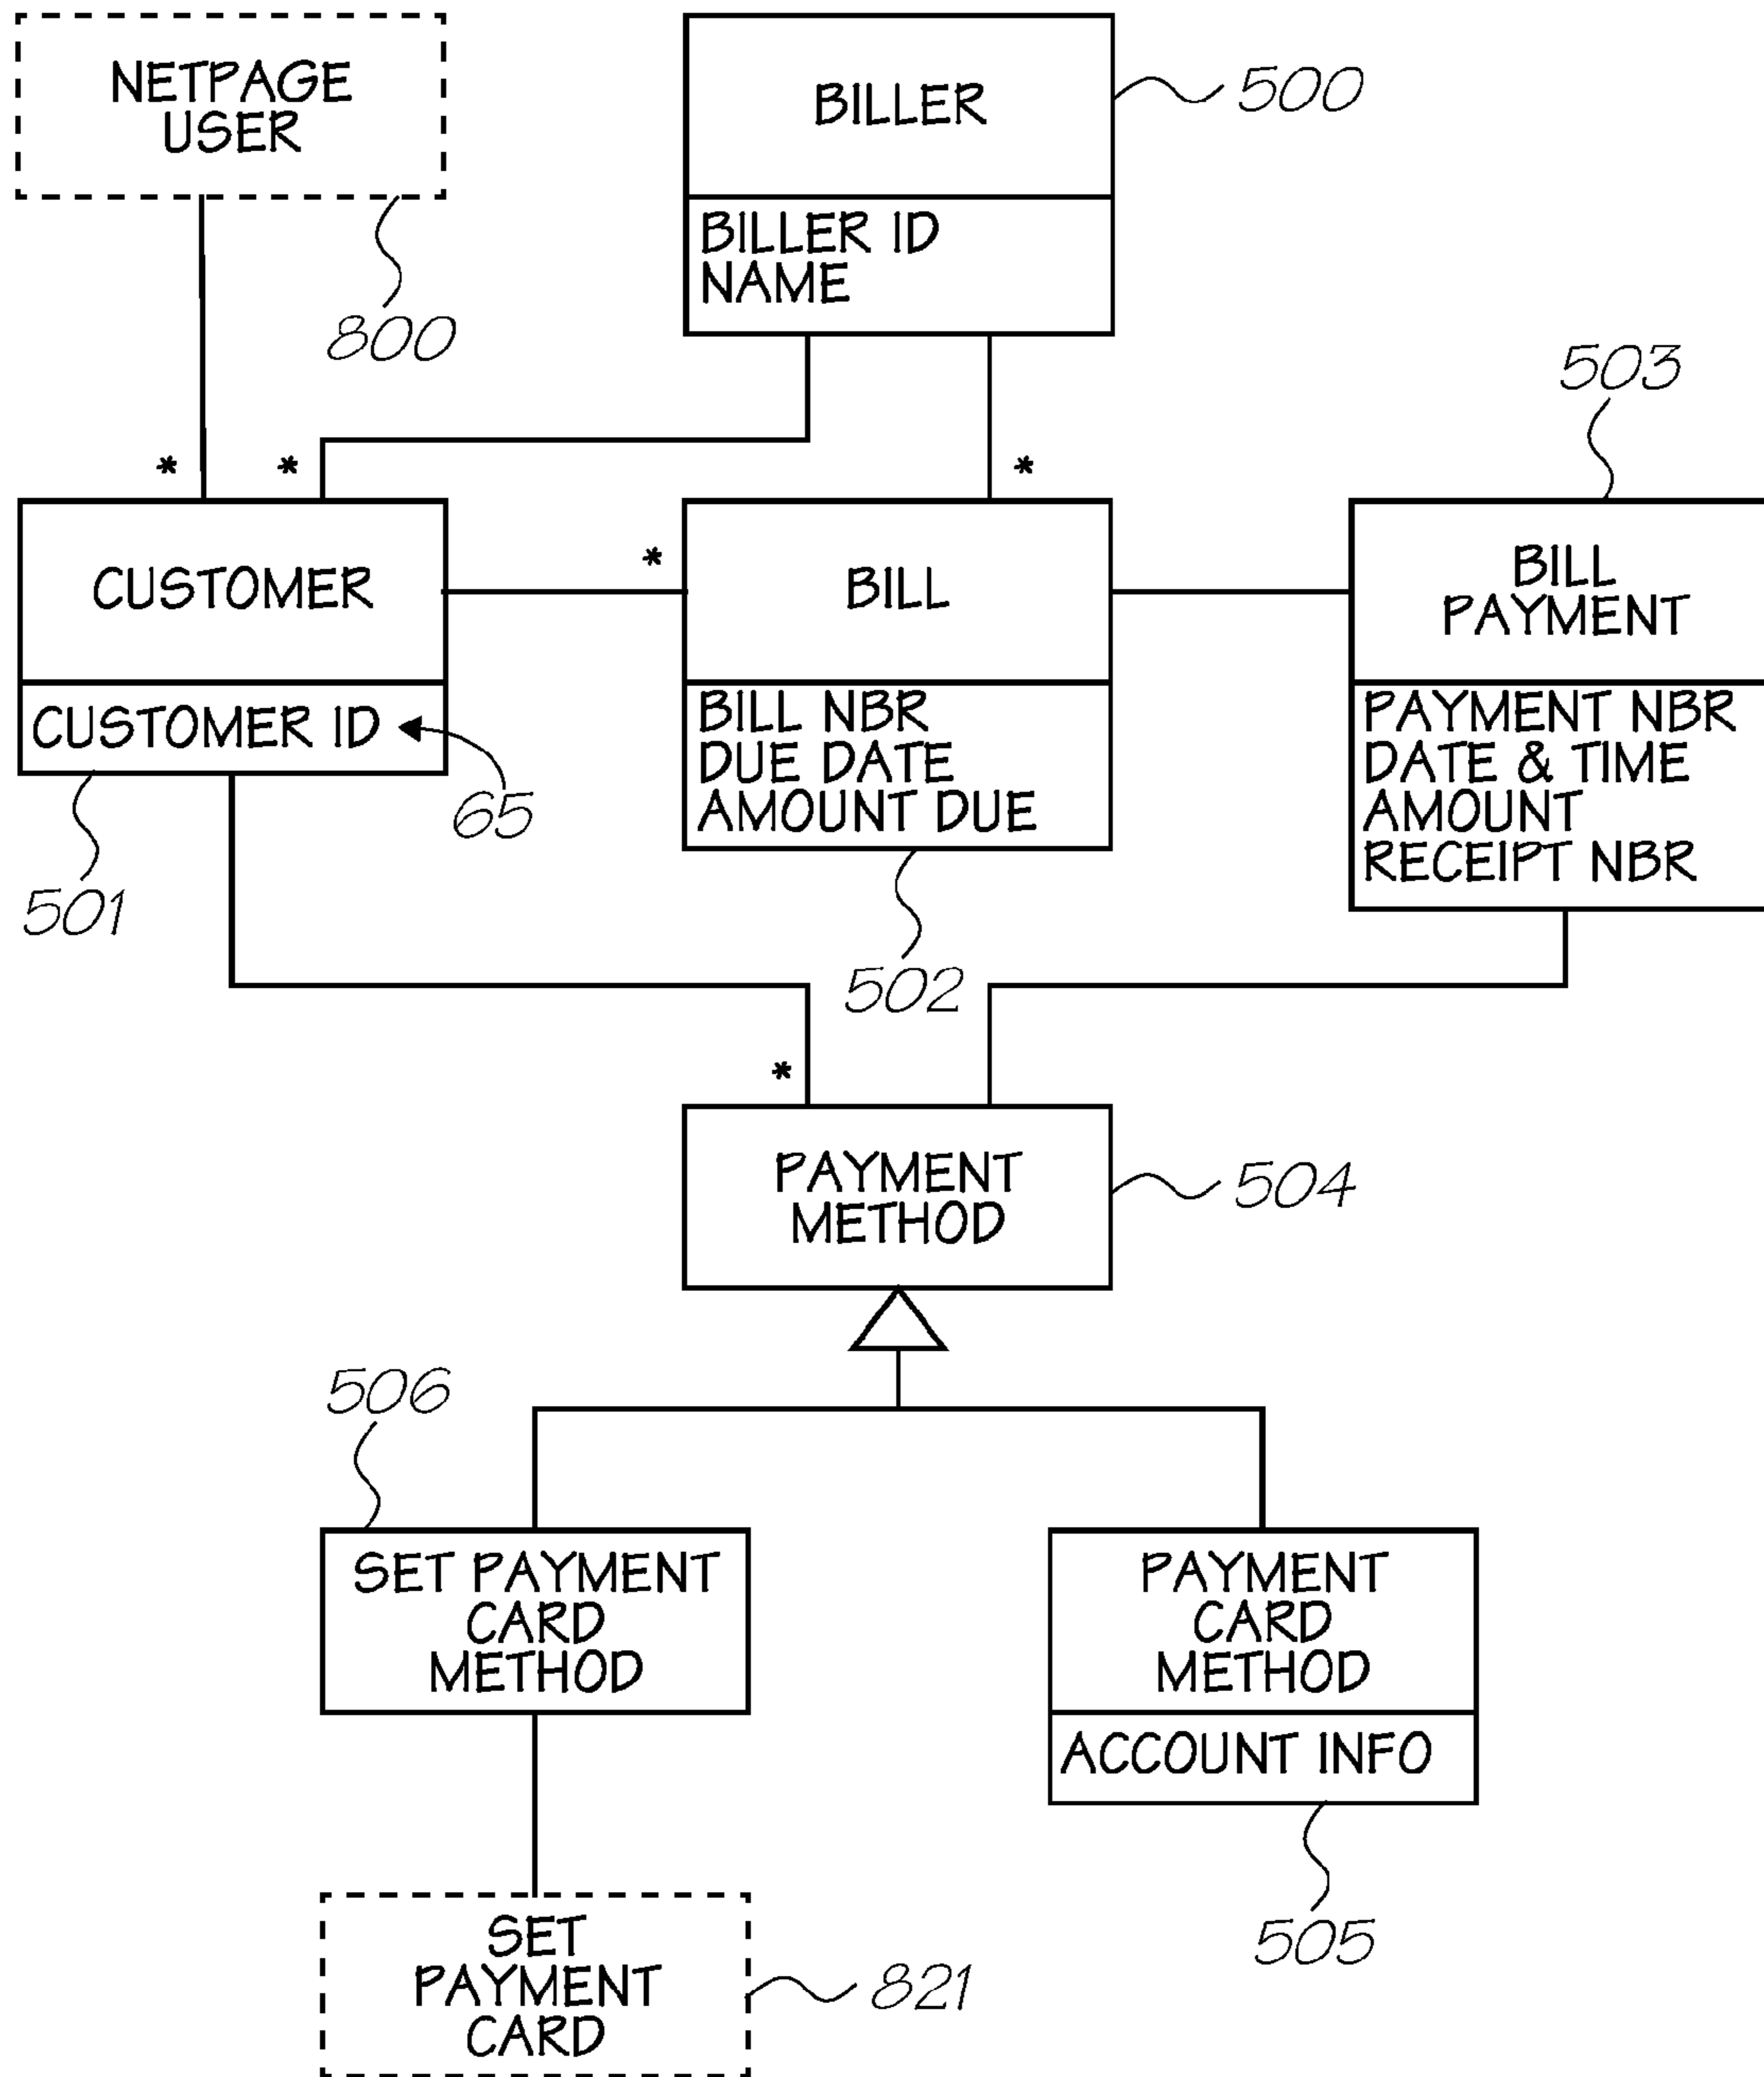 NETPAGE
USER
800
BILLER
BILLER ID
NAME
500
*
*
*
CUSTOMER
CUSTOMER ID
65
501
*
BILL
BILL NBR
DUE DATE
AMOUNT DUE
502
503
BILL
PAYMENT
PAYMENT NBR
DATE & TIME
AMOUNT
RECEIPT NBR
*
PAYMENT
METHOD
504
506
SET PAYMENT
CARD
METHOD
PAYMENT
CARD
METHOD
ACCOUNT INFO
505
SET
PAYMENT
CARD
821